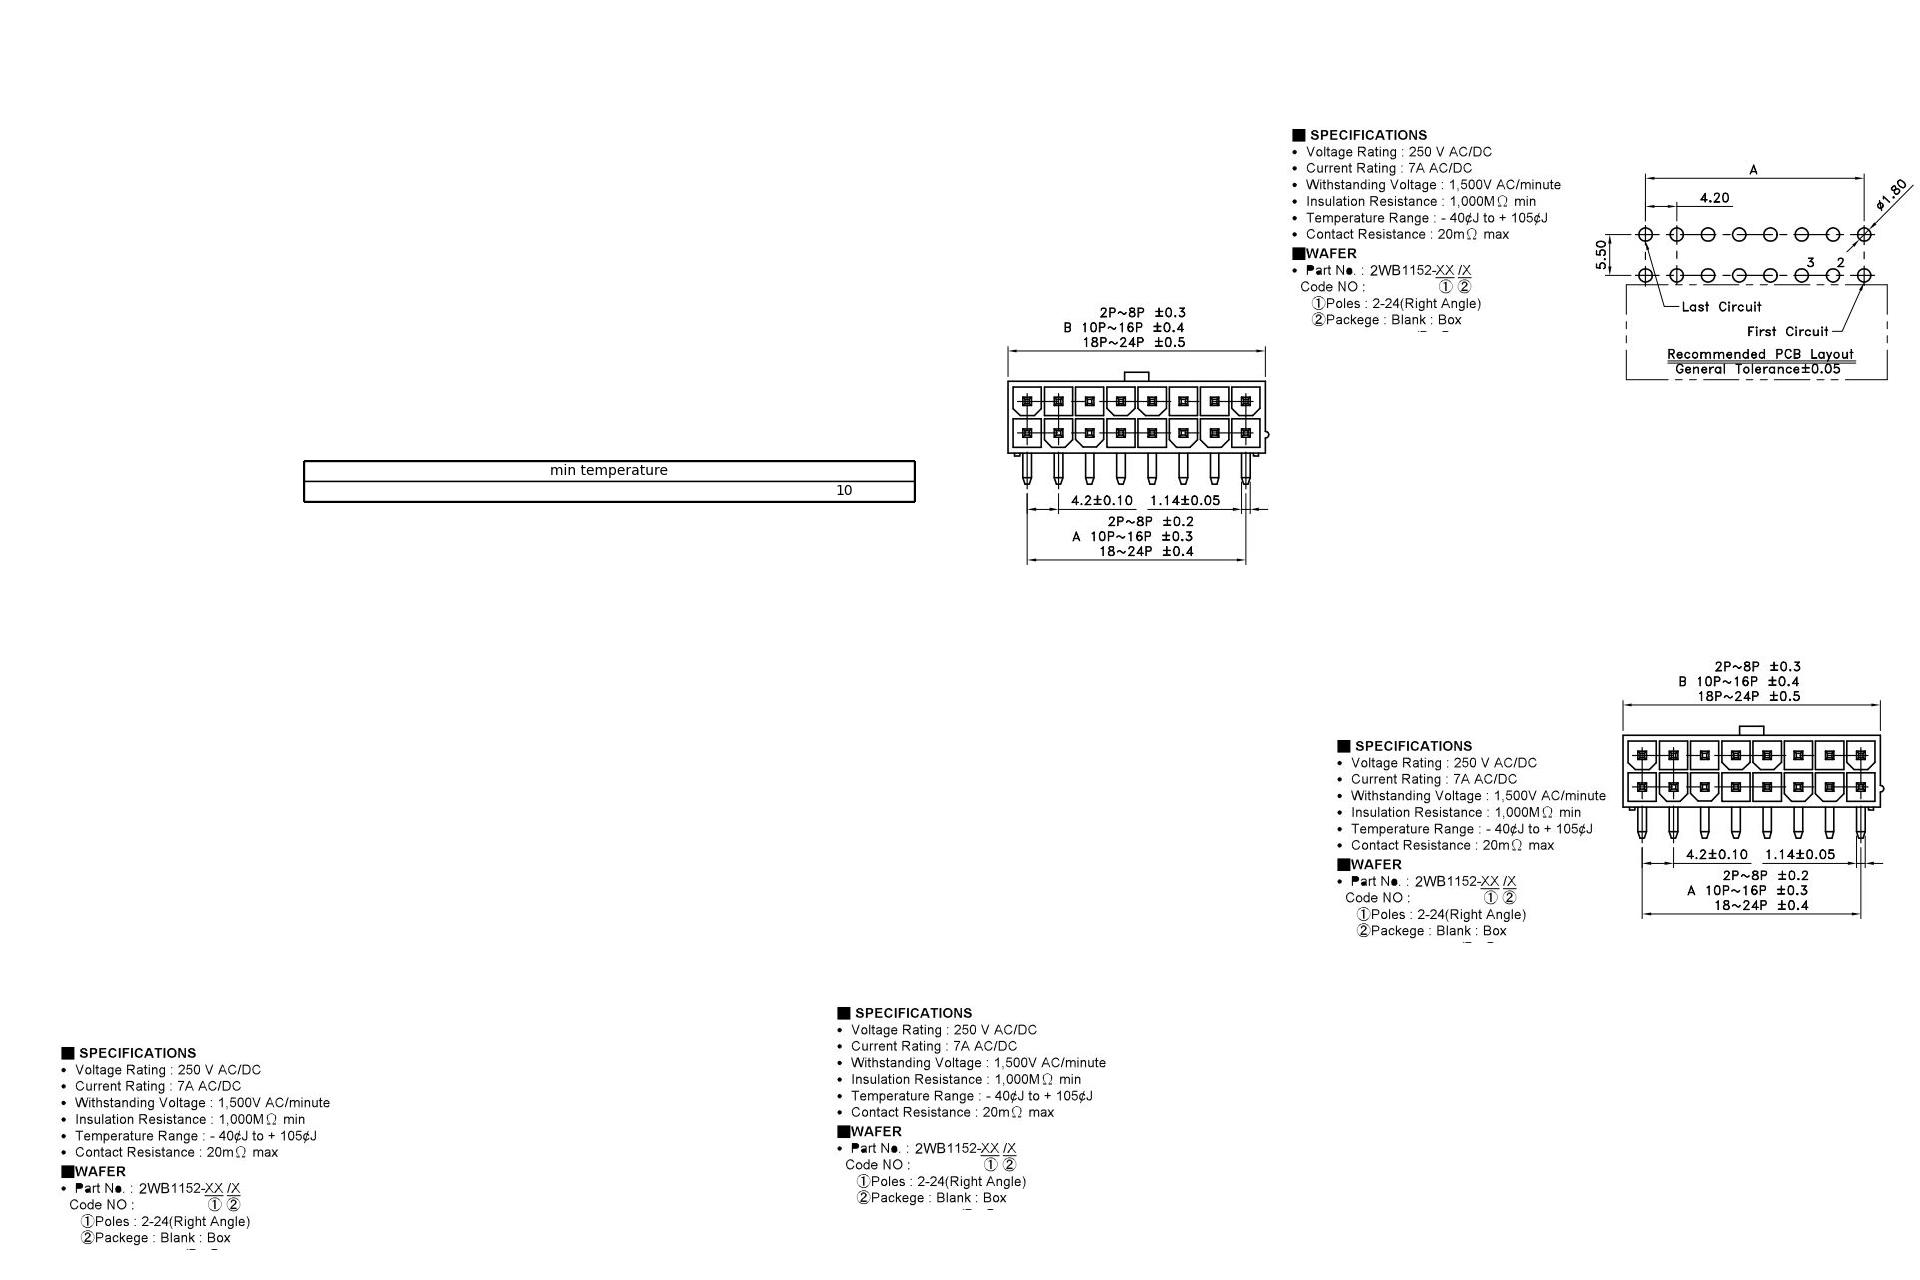 ■ SPECIFICATIONS
• Voltage Rating : 250 V AC/DC
• Current Rating : 7A AC/DC
• Withstanding Voltage : 1,500V AC/minute
• Insulation Resistance : 1,000MΩ min
• Temperature Range : - 40¢J to + 105¢J
• Contact Resistance : 20mΩ max
■WAFER
• Part No. : 2WB1152-XX /X
Code NO : ① ②
①Poles : 2-24(Right Angle)
②Packege : Blank : Box
A
4.20
ø1.80
5.50
3 2
Last Circuit
First Circuit
Recommended PCB Layout
General Tolerance±0.05
2P~8P ±0.3
B 10P~16P ±0.4
18P~24P ±0.5
4.2±0.10 1.14±0.05
2P~8P ±0.2
A 10P~16P ±0.3
18~24P ±0.4
min temperature
10
2P~8P ±0.3
B 10P~16P ±0.4
18P~24P ±0.5
4.2±0.10 1.14±0.05
2P~8P ±0.2
A 10P~16P ±0.3
18~24P ±0.4
■ SPECIFICATIONS
• Voltage Rating : 250 V AC/DC
• Current Rating : 7A AC/DC
• Withstanding Voltage : 1,500V AC/minute
• Insulation Resistance : 1,000MΩ min
• Temperature Range : - 40¢J to + 105¢J
• Contact Resistance : 20mΩ max
■WAFER
• Part No. : 2WB1152-XX /X
Code NO : ① ②
①Poles : 2-24(Right Angle)
②Packege : Blank : Box
■ SPECIFICATIONS
• Voltage Rating : 250 V AC/DC
• Current Rating : 7A AC/DC
• Withstanding Voltage : 1,500V AC/minute
• Insulation Resistance : 1,000MΩ min
• Temperature Range : - 40¢J to + 105¢J
• Contact Resistance : 20mΩ max
■WAFER
• Part No. : 2WB1152-XX /X
Code NO : ① ②
①Poles : 2-24(Right Angle)
②Packege : Blank : Box
■ SPECIFICATIONS
• Voltage Rating : 250 V AC/DC
• Current Rating : 7A AC/DC
• Withstanding Voltage : 1,500V AC/minute
• Insulation Resistance : 1,000MΩ min
• Temperature Range : - 40¢J to + 105¢J
• Contact Resistance : 20mΩ max
■WAFER
• Part No. : 2WB1152-XX /X
Code NO : ① ②
①Poles : 2-24(Right Angle)
②Packege : Blank : Box